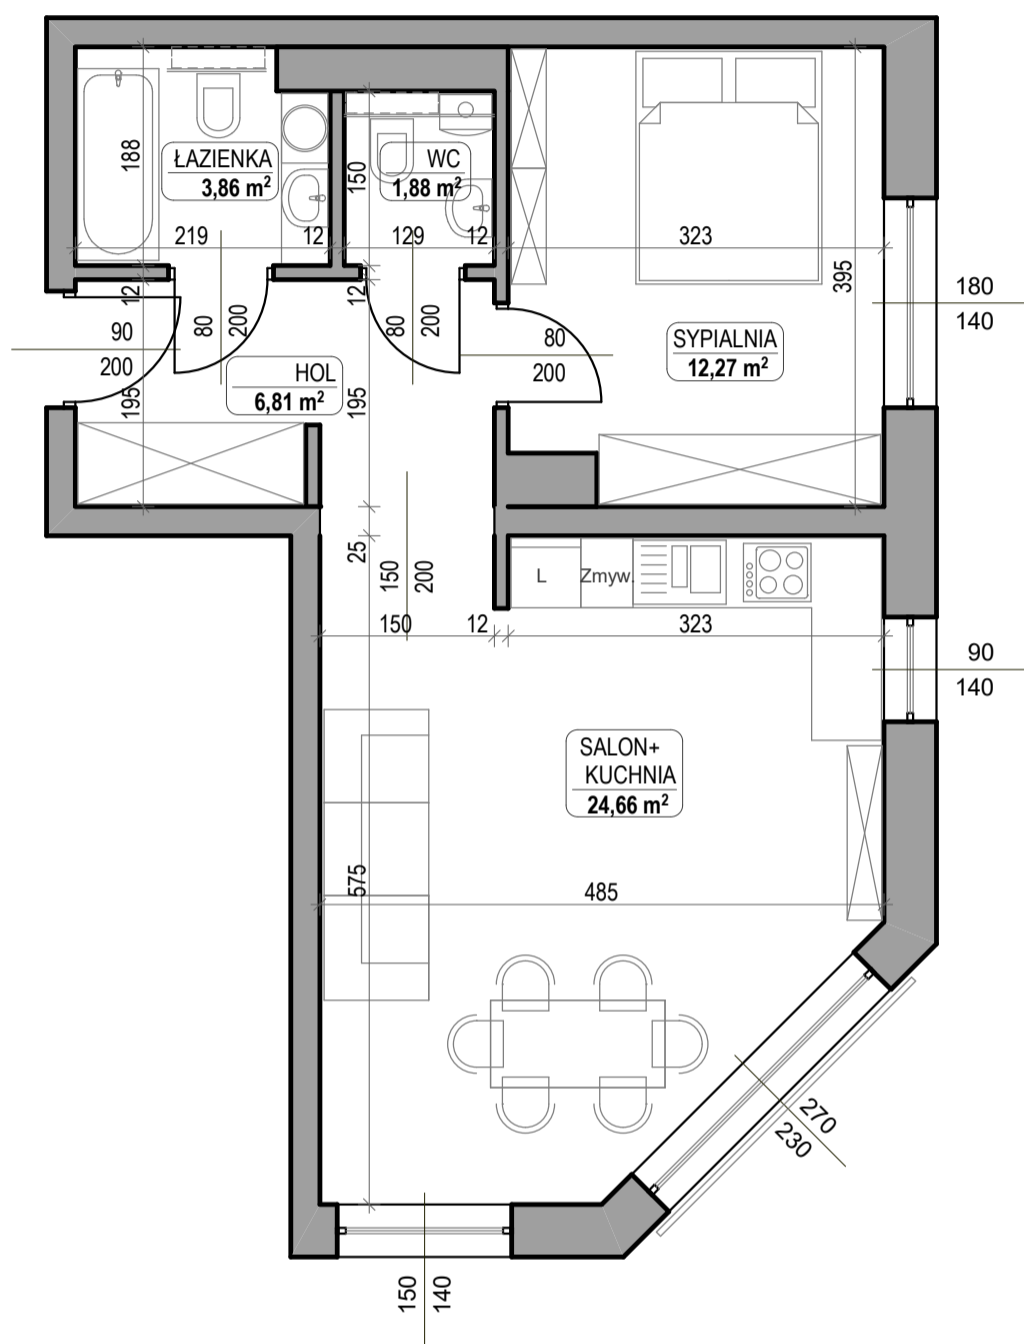 ŁAZIENKA
3,86 m²
WC
1,88 m²
188
150
219
12
129
12
323
395
180
140
12
12
90
200
80
200
80
200
80
200
SYPIALNIA
12,27 m²
HOL
6,81 m²
195
195
25
150
200
L
Zmyw.
150
12
323
90
140
SALON+
KUCHNIA
24,66 m²
575
485
270
230
150
140